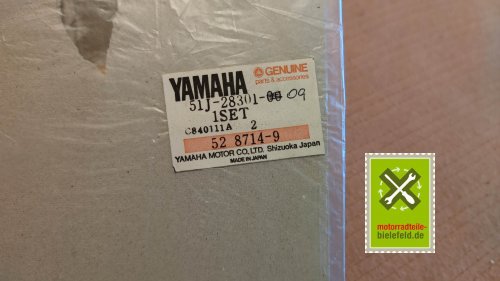 YAMAHA
GENUINE
parts & accessories
51J-28301-00 09
1SET
C840111A 2
52 8714-9
YAMAHA MOTOR CO., LTD. Shizuoka Japan
MADE IN JAPAN
motorradteile-
bielefeld.de